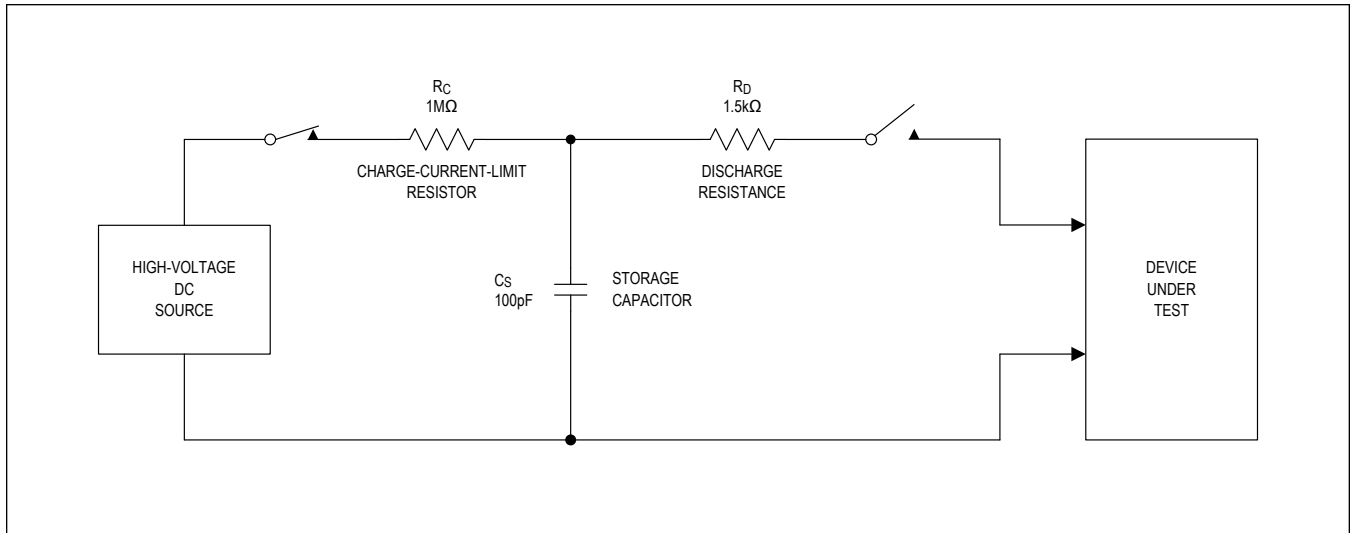 RC
1MΩ
CHARGE-CURRENT-LIMIT
RESISTOR
RD
1.5kΩ
DISCHARGE
RESISTANCE
HIGH-VOLTAGE
DC
SOURCE
CS
100pF
STORAGE
CAPACITOR
DEVICE
UNDER
TEST